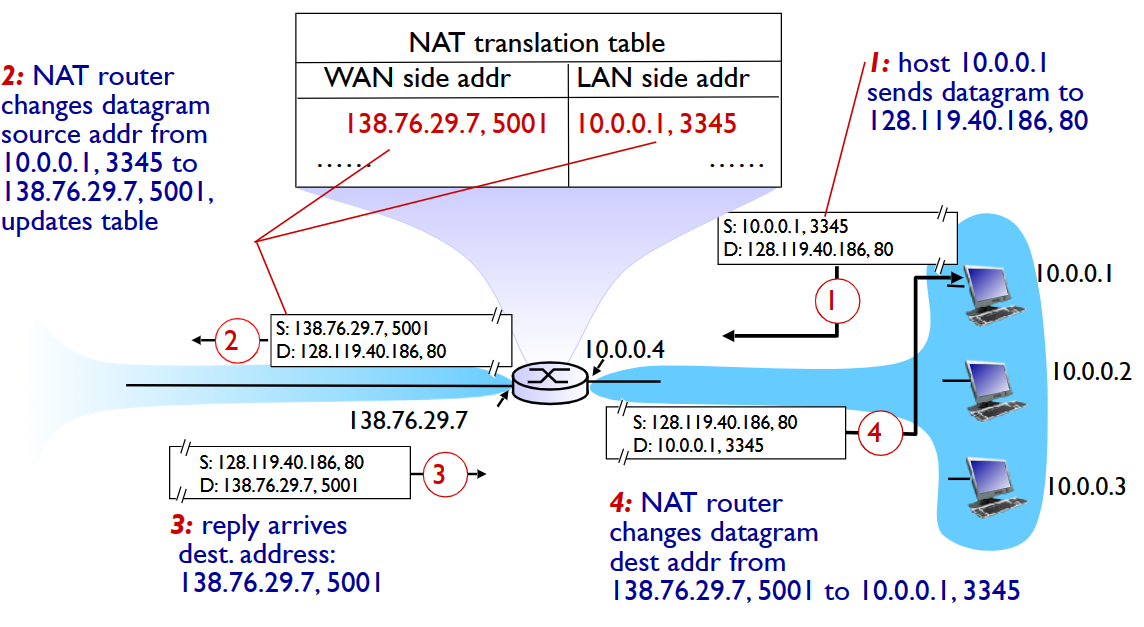 NAT translation table
WAN side addr LAN side addr
138.76.29.7, 5001 10.0.0.1, 3345
...... ......
2: NAT router
changes datagram
source addr from
10.0.0.1, 3345 to
138.76.29.7, 5001,
updates table
1: host 10.0.0.1
sends datagram to
128.119.40.186, 80
S: 10.0.0.1, 3345
D: 128.119.40.186, 80
1
10.0.0.1
S: 138.76.29.7, 5001
D: 128.119.40.186, 80
2
10.0.0.4
10.0.0.2
138.76.29.7
S: 128.119.40.186, 80
D: 10.0.0.1, 3345
4
S: 128.119.40.186, 80
D: 138.76.29.7, 5001
3
10.0.0.3
3: reply arrives
dest. address:
138.76.29.7, 5001
4: NAT router
changes datagram
dest addr from
138.76.29.7, 5001 to 10.0.0.1, 3345